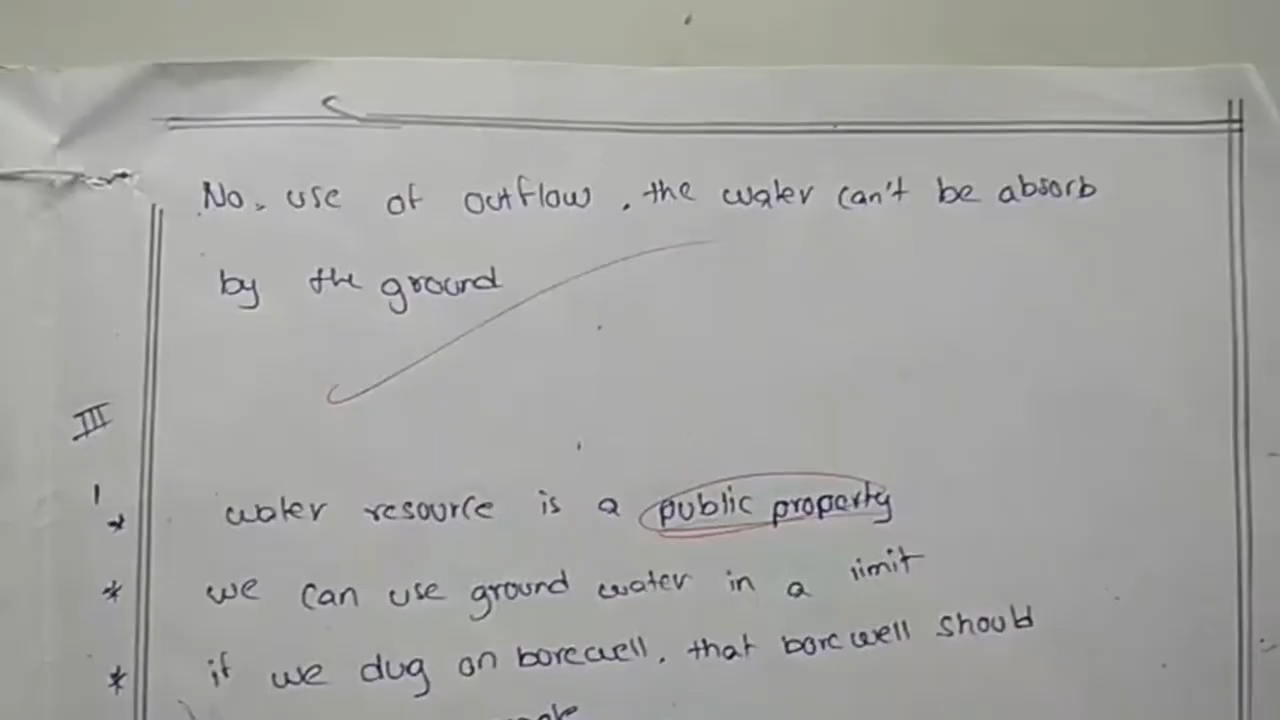 No. use of outflow, the water can't be absorb
by the ground
III
1
* water resource is a public property
* we can use ground water in a limit
* if we dug an borewell, that borewell should